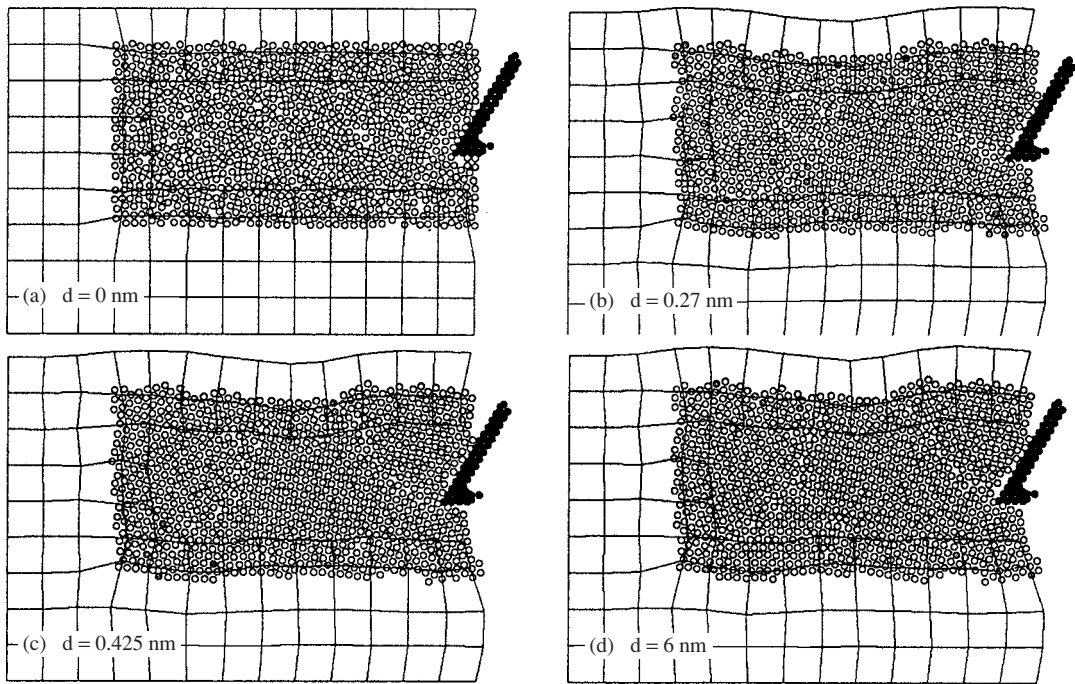 (a) d = 0 nm
(b) d = 0.27 nm
(c) d = 0.425 nm
(d) d = 6 nm